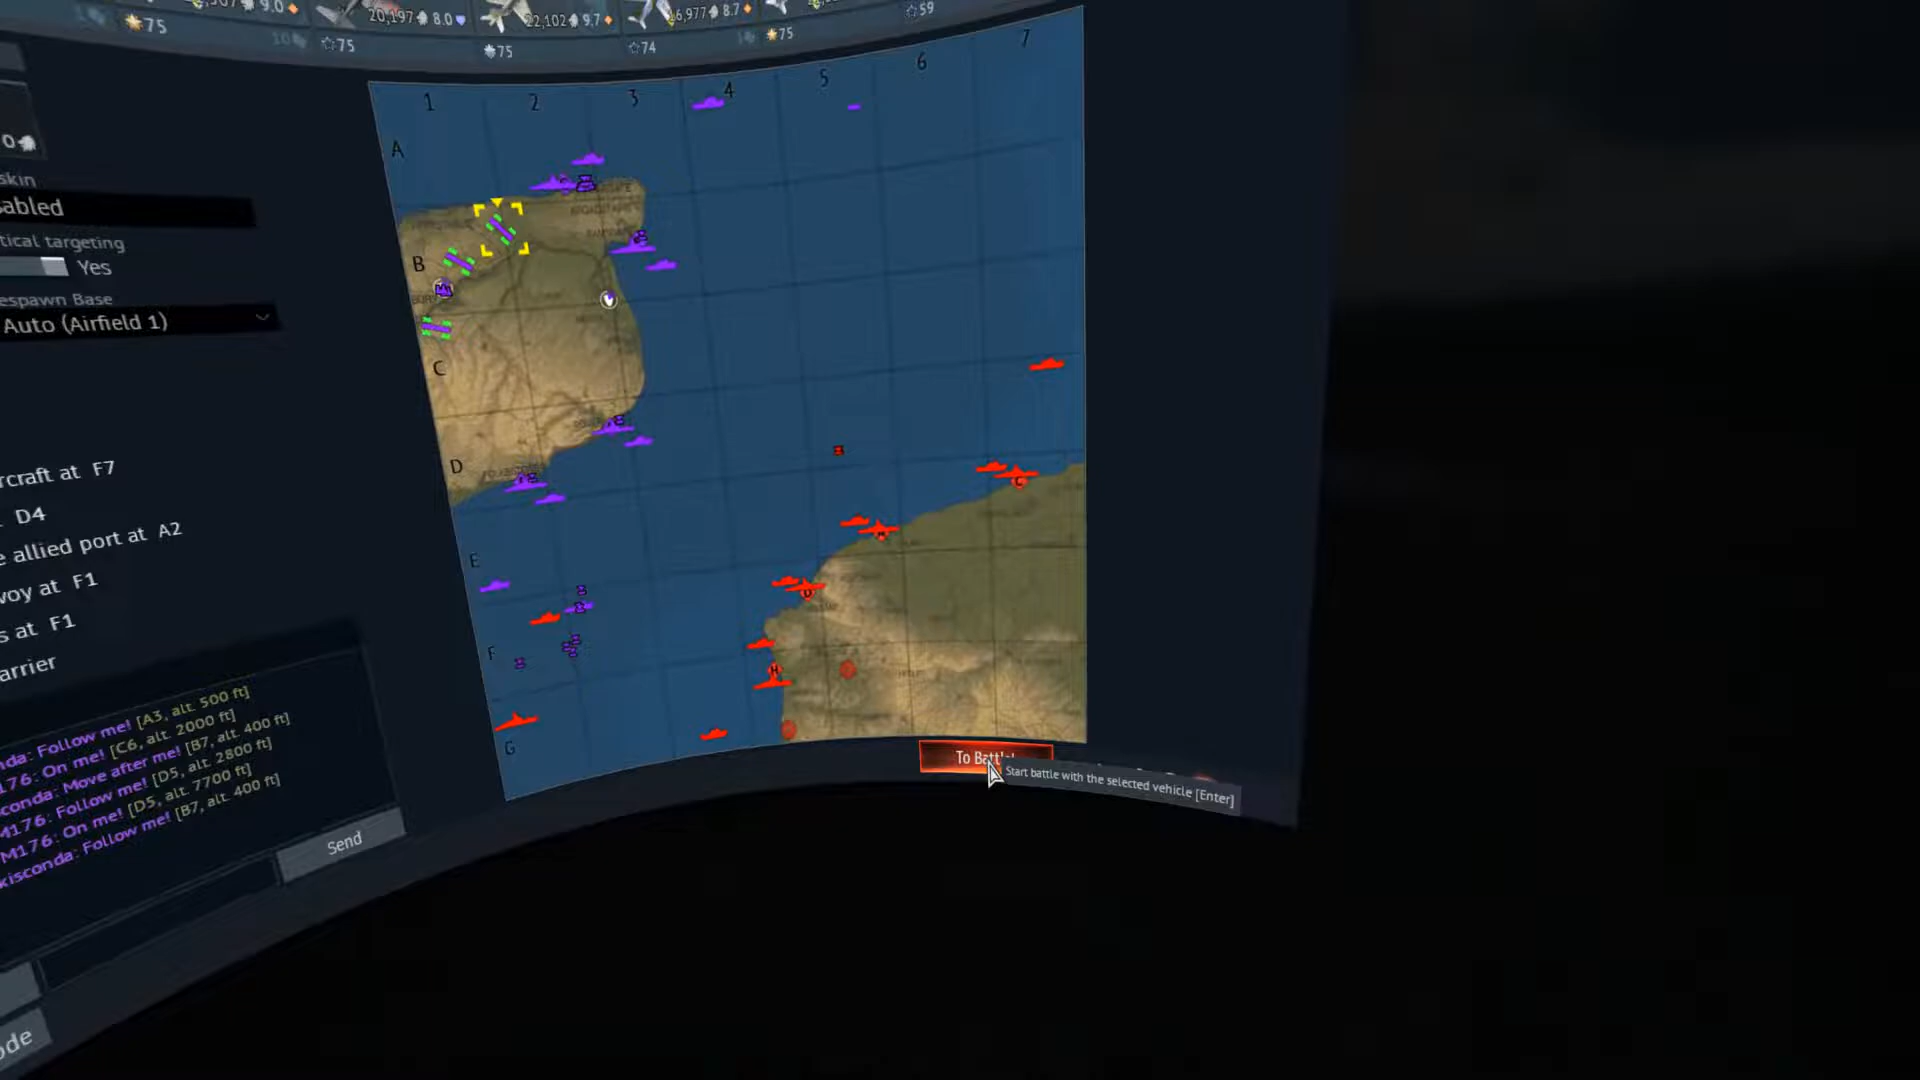 9.0
20,197 8.0
22,102 9.7
16,977 8.7
75
10
75
75
74
75
59
1 2 3 4 5 6 7
A
B
C
D
E
F
G
0
skin
abled
tical targeting
Yes
espawn Base
Auto (Airfield 1)
rcraft at F7
D4
e allied port at A2
voy at F1
s at F1
arrier
nda: Follow me! [A3, alt. 500 ft]
176: On me! [C6, alt. 2000 ft]
conda: Move after me! [B7, alt. 400 ft]
M176: Follow me! [D5, alt. 2800 ft]
M176: On me! [D5, alt. 7700 ft]
kisconda: Follow me! [B7, alt. 400 ft]
Send
ode
To Battle!
Start battle with the selected vehicle [Enter]
C
D
H